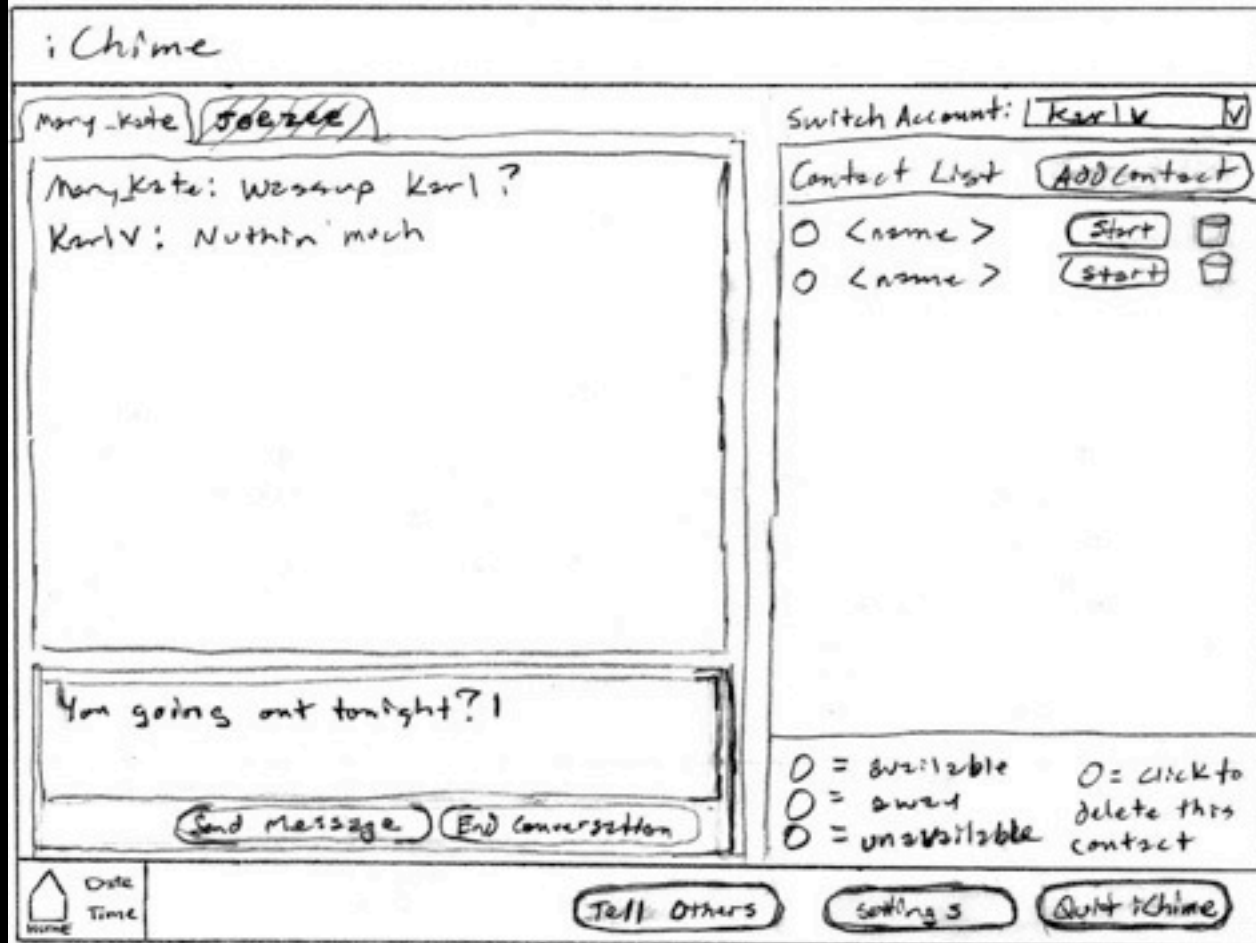 iChime
Mary_Kate
Switch Account: Karl v
Mary_Kate: Wassup Karl?
KarlV: Nuthin' much
Contact List Add Contact
<name> Start
<name> Start
You going out tonight?
Send Message End Conversation
= available
= away
= unavailable
= click to
delete this
contact
Home
Date
Time
Tell Others Settings Quit iChime